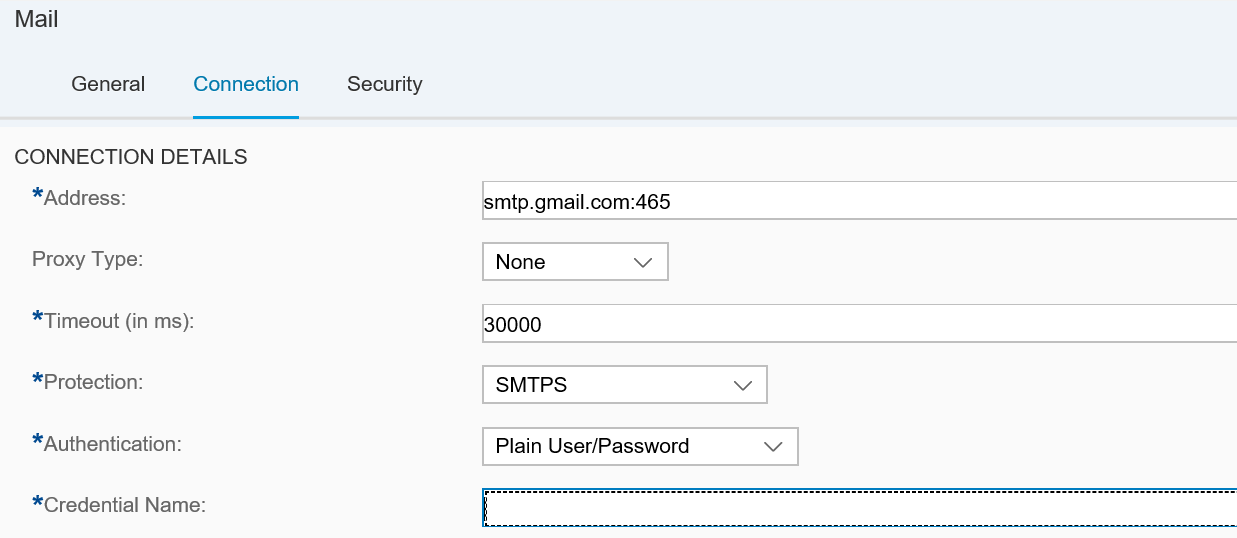 Mail
General Connection Security
CONNECTION DETAILS
*Address: smtp.gmail.com:465
Proxy Type: None
*Timeout (in ms): 30000
*Protection: SMTPS
*Authentication: Plain User/Password
*Credential Name: